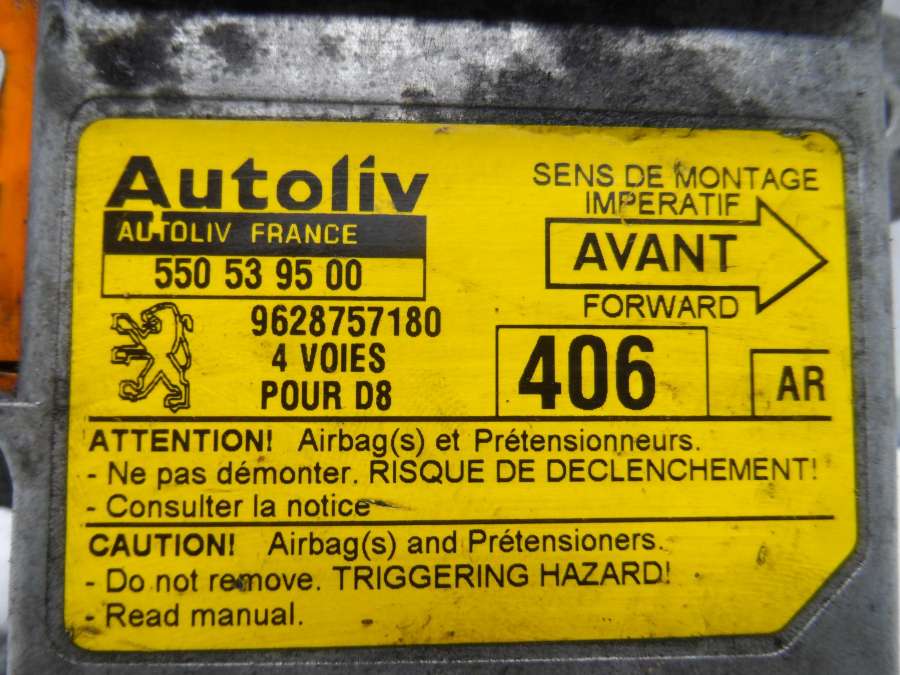 Autoliv
AUTOLIV FRANCE
550 53 95 00
9628757180
4 VOIES
POUR D8
SENS DE MONTAGE
IMPERATIF
AVANT
FORWARD
406
AR
ATTENTION! Airbag(s) et Prétensionneurs.
- Ne pas démonter. RISQUE DE DECLENCHEMENT!
- Consulter la notice
CAUTION! Airbag(s) and Prétensioners.
- Do not remove. TRIGGERING HAZARD!
- Read manual.